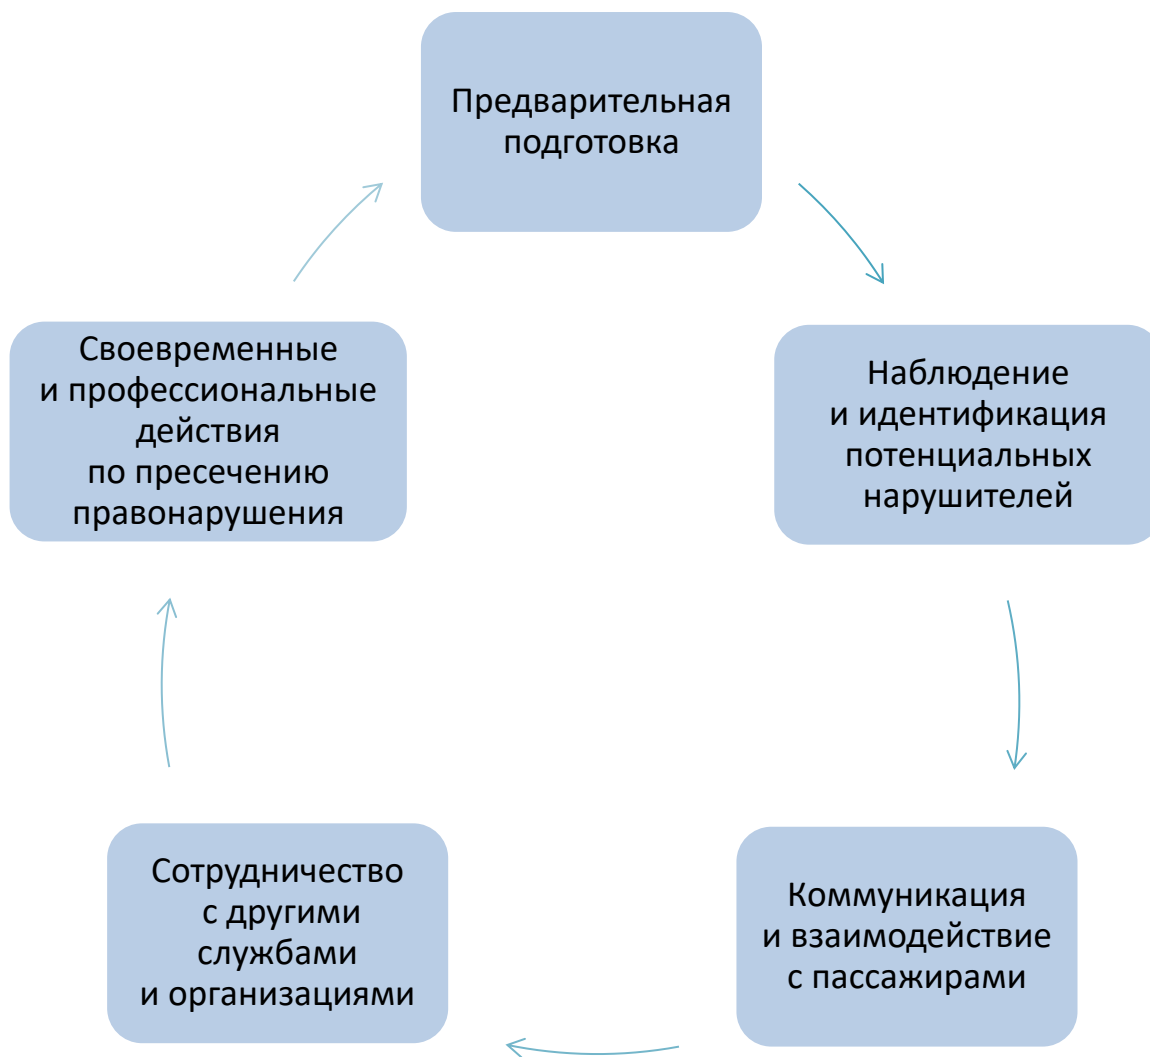 Предварительная
подготовка
Наблюдение
и идентификация
потенциальных
нарушителей
Коммуникация
и взаимодействие
с пассажирами
Сотрудничество
с другими
службами
и организациями
Своевременные
и профессиональные
действия
по пресечению
правонарушения